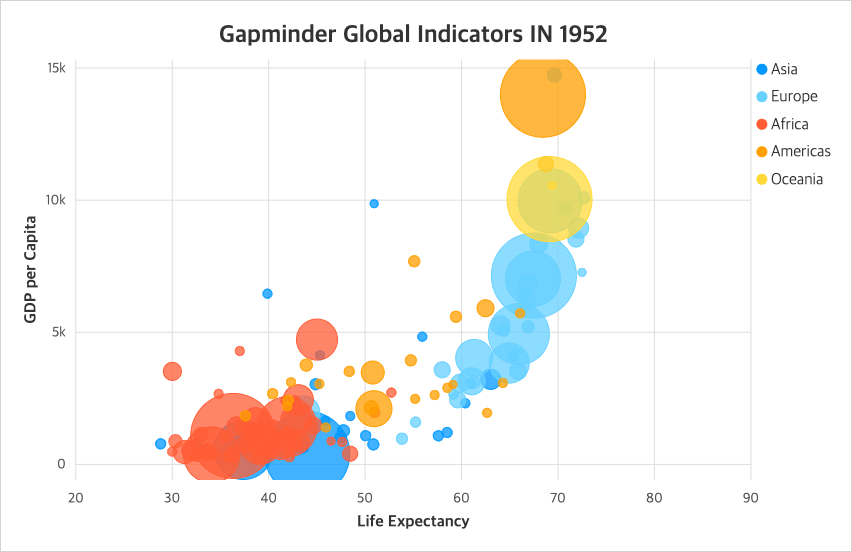 Gapminder Global Indicators IN 1952
15k
10k
5k
0
GDP per Capita
20 30 40 50 60 70 80 90
Life Expectancy
Asia
Europe
Africa
Americas
Oceania